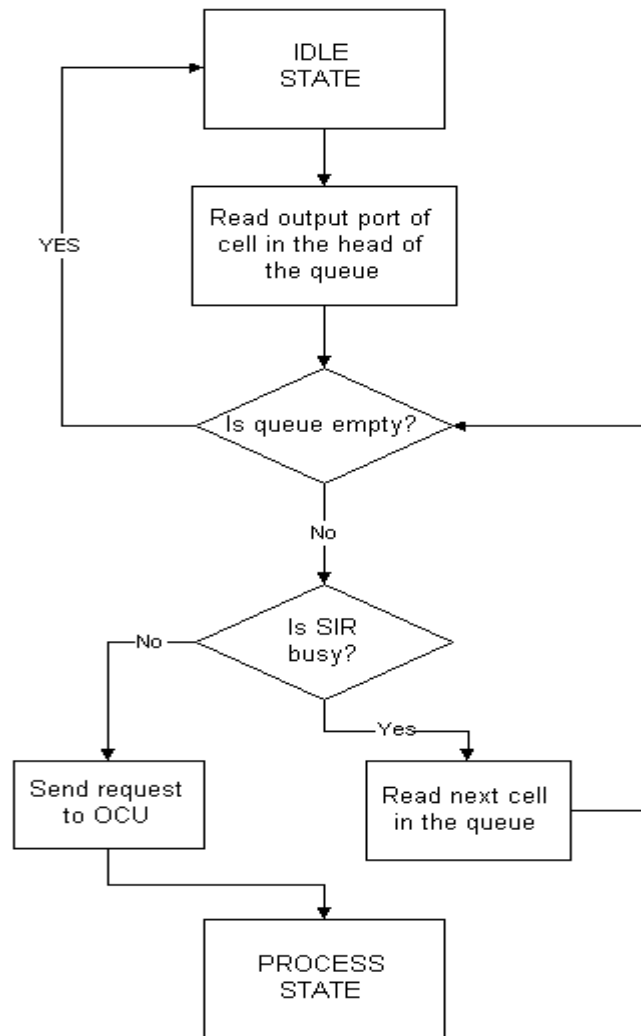 IDLE
STATE
Read output port of
cell in the head of
the queue
YES
Is queue empty?
No
Is SIR
busy?
No
Yes
Send request
to OCU
Read next cell
in the queue
PROCESS
STATE